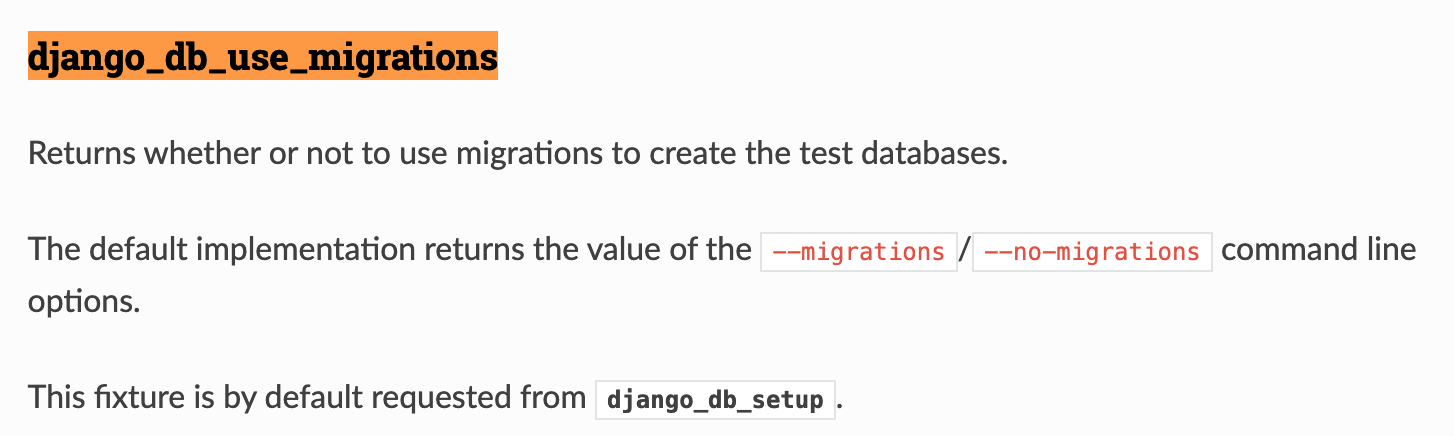 django_db_use_migrations
Returns whether or not to use migrations to create the test databases.
The default implementation returns the value of the --migrations/--no-migrations command line
options.
This fixture is by default requested from django_db_setup.